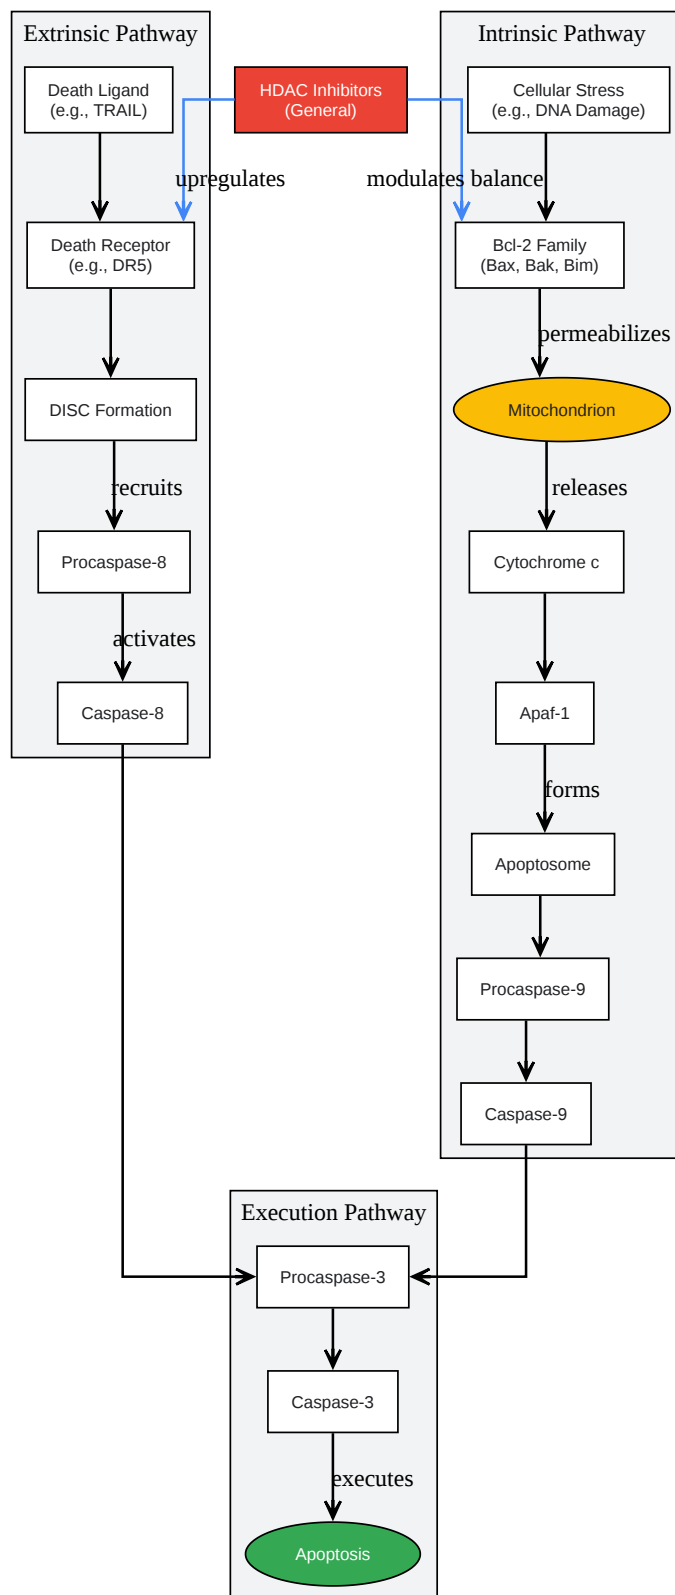 Extrinsic Pathway
Death Ligand
(e.g., TRAIL)
upregulates
Death Receptor
(e.g., DR5)
DISC Formation
recruits
Procaspase-8
activates
Caspase-8
HDAC Inhibitors
(General)
Intrinsic Pathway
Cellular Stress
(e.g., DNA Damage)
modulates balance
Bcl-2 Family
(Bax, Bak, Bim)
permeabilizes
Mitochondrion
releases
Cytochrome c
Apaf-1
forms
Apoptosome
Procaspase-9
Caspase-9
Execution Pathway
Procaspase-3
Caspase-3
executes
Apoptosis